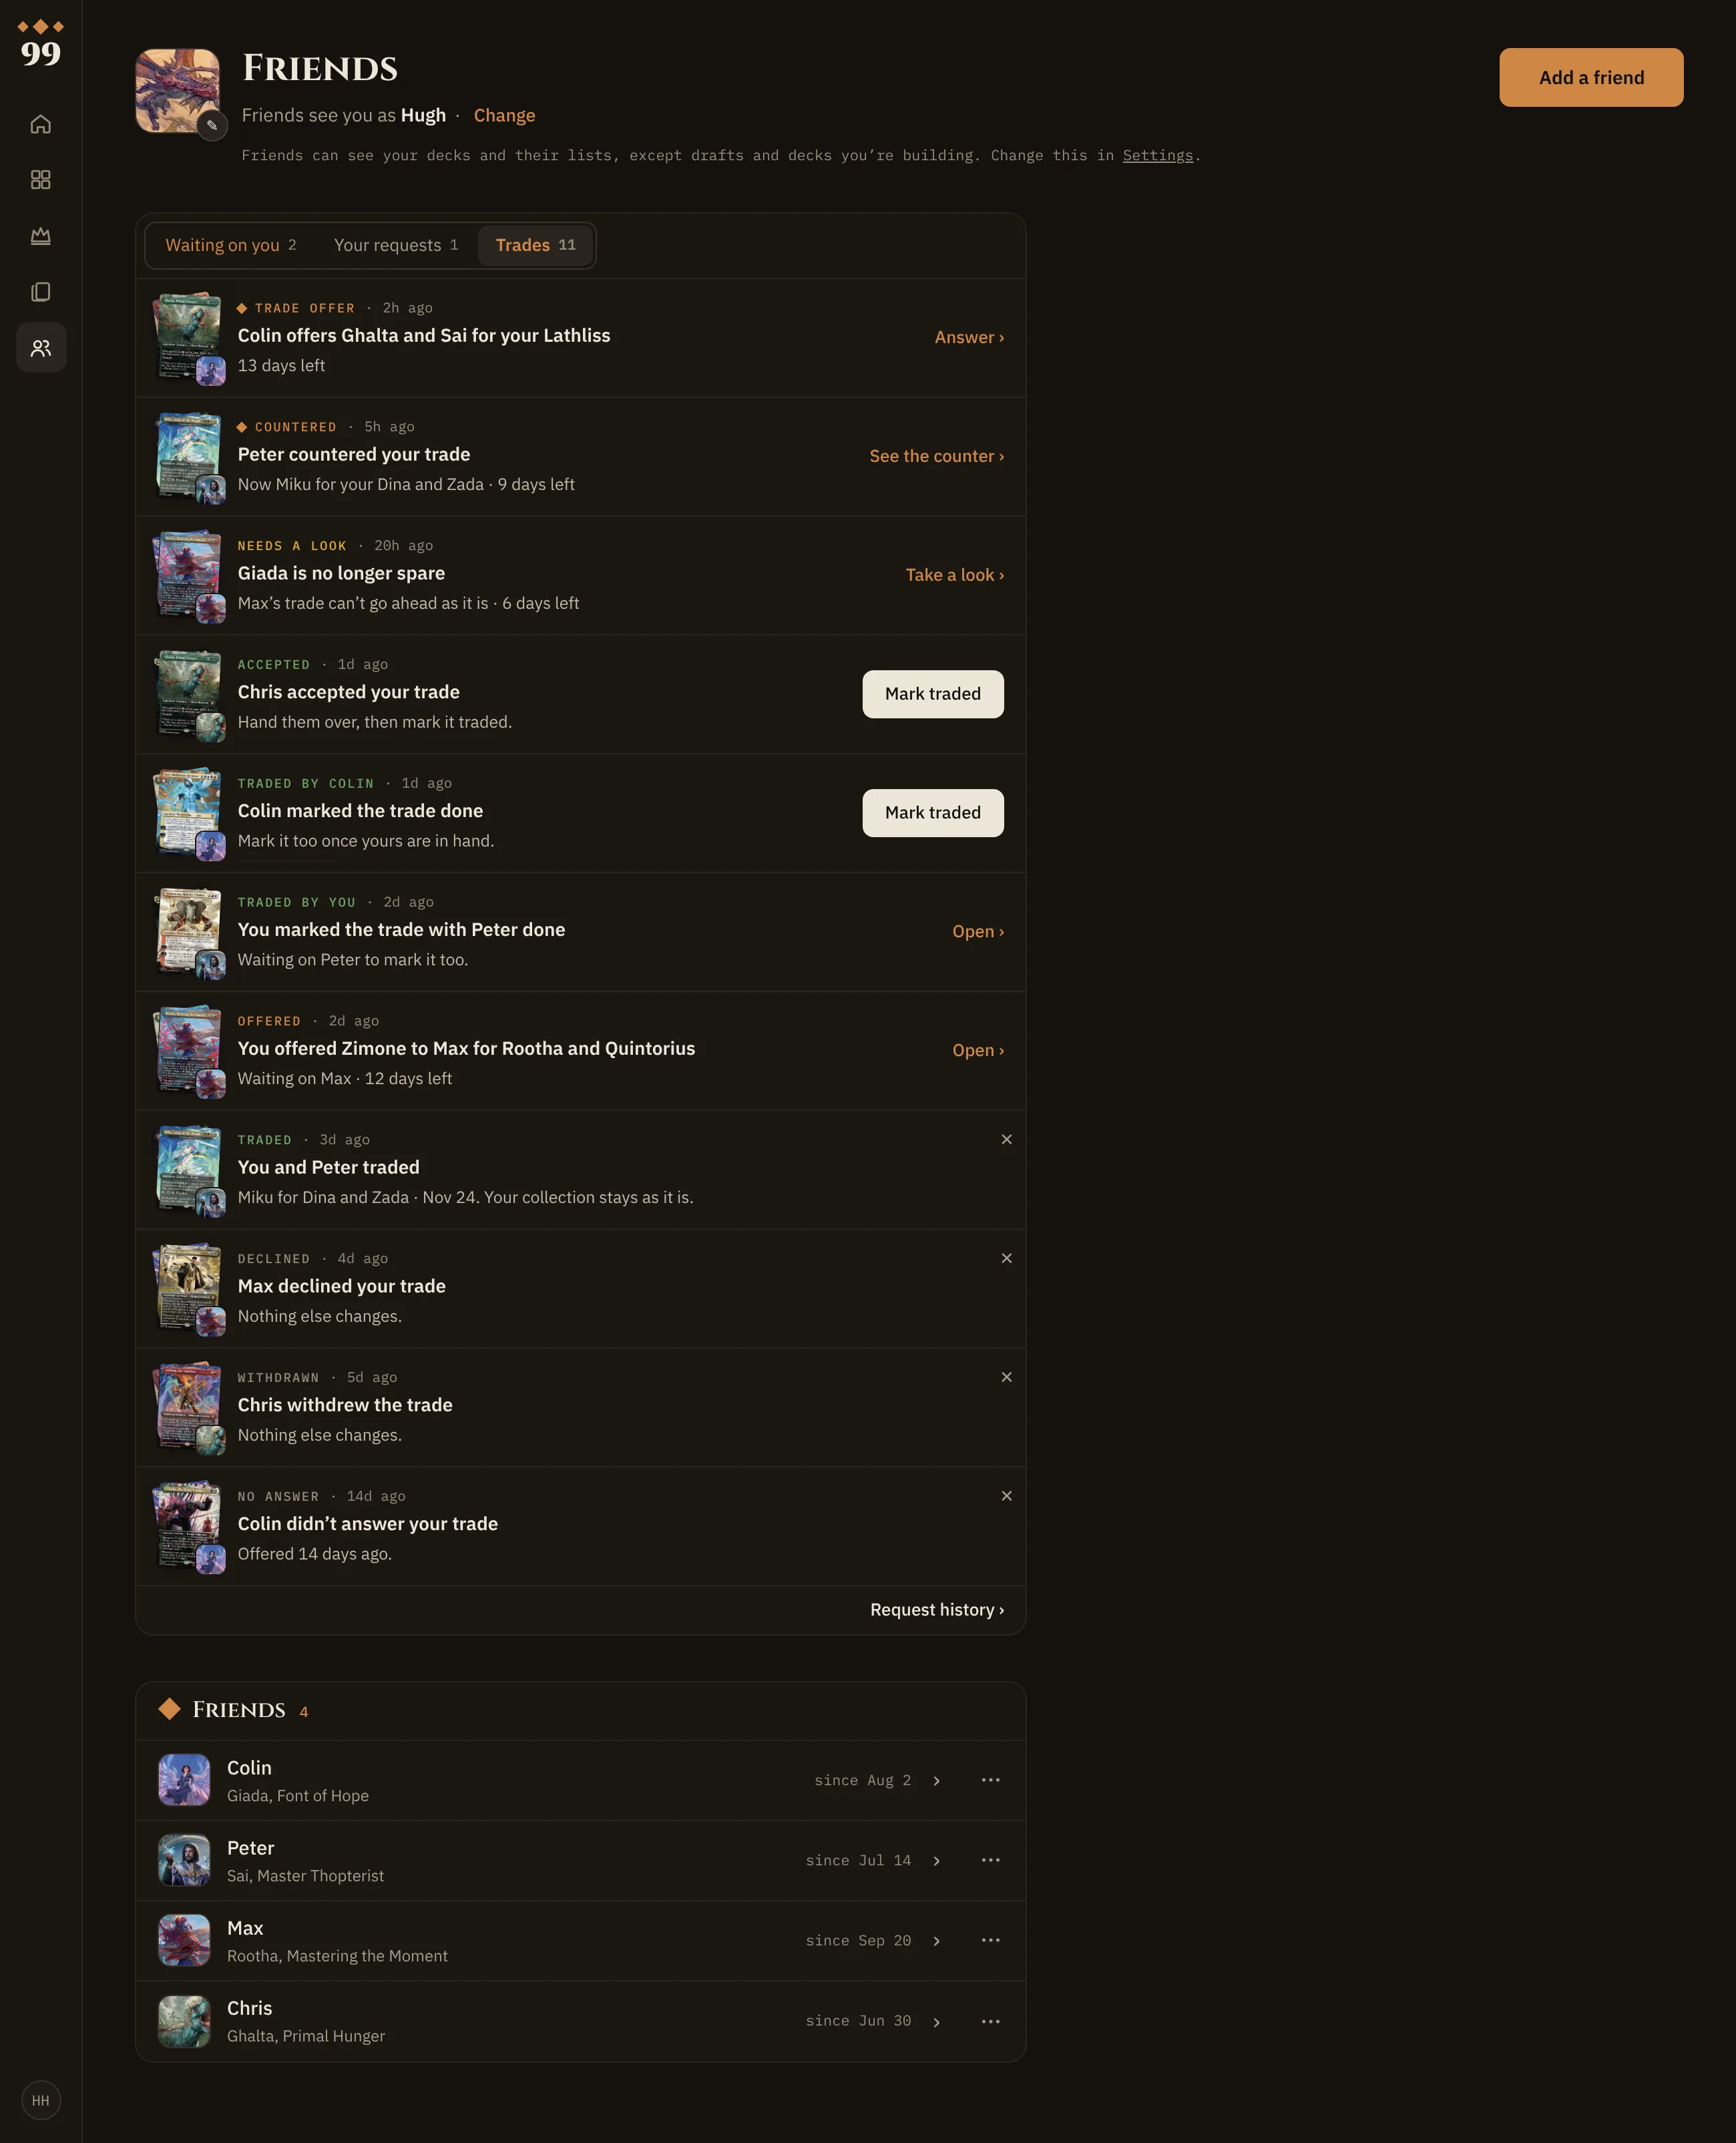 99
Friends
Add a friend
Friends see you as Hugh · Change
Friends can see your decks and their lists, except drafts and decks you’re building. Change this in Settings.
Waiting on you 2
Your requests 1
Trades 11
TRADE OFFER · 2h ago
Colin offers Ghalta and Sai for your Lathliss
13 days left
Answer ›
COUNTERED · 5h ago
Peter countered your trade
Now Miku for your Dina and Zada · 9 days left
See the counter ›
NEEDS A LOOK · 20h ago
Giada is no longer spare
Max’s trade can’t go ahead as it is · 6 days left
Take a look ›
ACCEPTED · 1d ago
Chris accepted your trade
Hand them over, then mark it traded.
Mark traded
TRADED BY COLIN · 1d ago
Colin marked the trade done
Mark it too once yours are in hand.
Mark traded
TRADED BY YOU · 2d ago
You marked the trade with Peter done
Waiting on Peter to mark it too.
Open ›
OFFERED · 2d ago
You offered Zimone to Max for Rootha and Quintorius
Waiting on Max · 12 days left
Open ›
TRADED · 3d ago
You and Peter traded
Miku for Dina and Zada · Nov 24. Your collection stays as it is.
DECLINED · 4d ago
Max declined your trade
Nothing else changes.
WITHDRAWN · 5d ago
Chris withdrew the trade
Nothing else changes.
NO ANSWER · 14d ago
Colin didn’t answer your trade
Offered 14 days ago.
Request history ›
Friends 4
Colin
Giada, Font of Hope
since Aug 2
Peter
Sai, Master Thopterist
since Jul 14
Max
Rootha, Mastering the Moment
since Sep 20
Chris
Ghalta, Primal Hunger
since Jun 30
HH